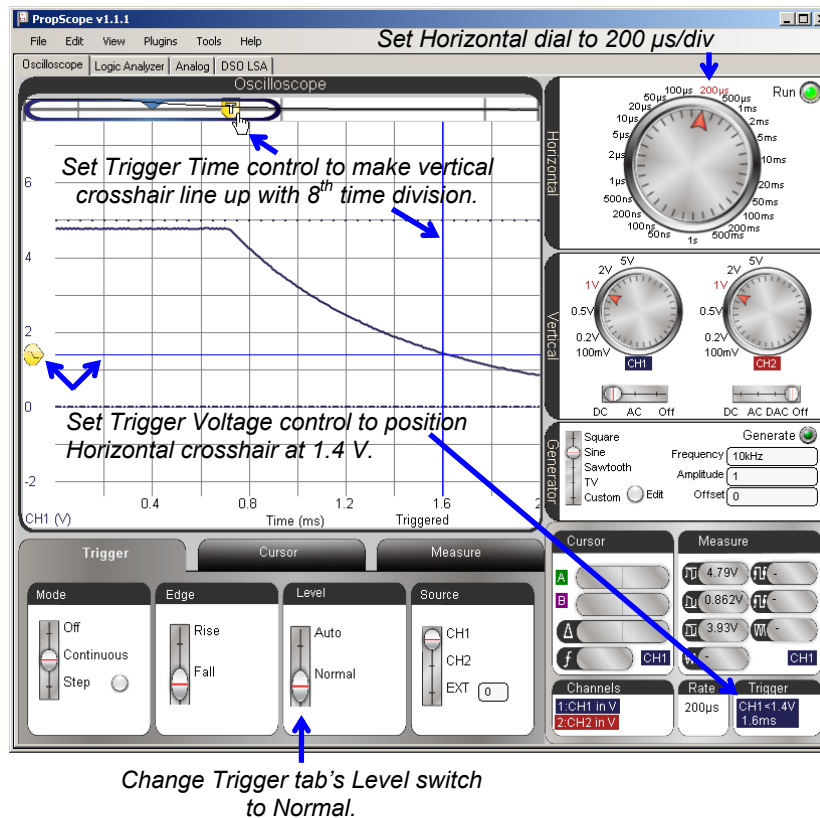 PropScope v1.1.1
File Edit View Plugins Tools Help
Set Horizontal dial to 200 µs/div
Oscilloscope Logic Analyzer Analog DSO LSA
Oscilloscope
T
Set Trigger Time control to make vertical
crosshair line up with 8th time division.
6
4
2
0
-2
Set Trigger Voltage control to position
Horizontal crosshair at 1.4 V.
0.4 0.8 1.2 1.6 2
CH1 (V) Time (ms) Triggered
Horizontal
Run
50ns
100ns
200ns
500ns
1µs
2µs
5µs
10µs
20µs
50µs
100µs
200µs
500µs
1ms
2ms
5ms
10ms
20ms
50ms
100ms
200ms
500ms
1s
Vertical
5V 5V
2V 2V
1V 1V
0.5V 0.5V
0.2V 0.2V
100mV 100mV
CH1 CH2
DC AC Off DC AC DAC Off
Generator
Square
Sine
Sawtooth
TV
Custom Edit
Generate
Frequency 10kHz
Amplitude 1
Offset 0
Trigger Cursor Measure
Mode
Off
Continuous
Step
Edge
Rise
Fall
Level
Auto
Normal
Source
CH1
CH2
EXT 0
Cursor
A
B
Δ
f CH1
Measure
4.79V -
0.862V -
3.93V -
- CH1
Channels
1:CH1 in V
2:CH2 in V
Rate
200µs
Trigger
CH1<1.4V
1.6ms
Change Trigger tab's Level switch
to Normal.